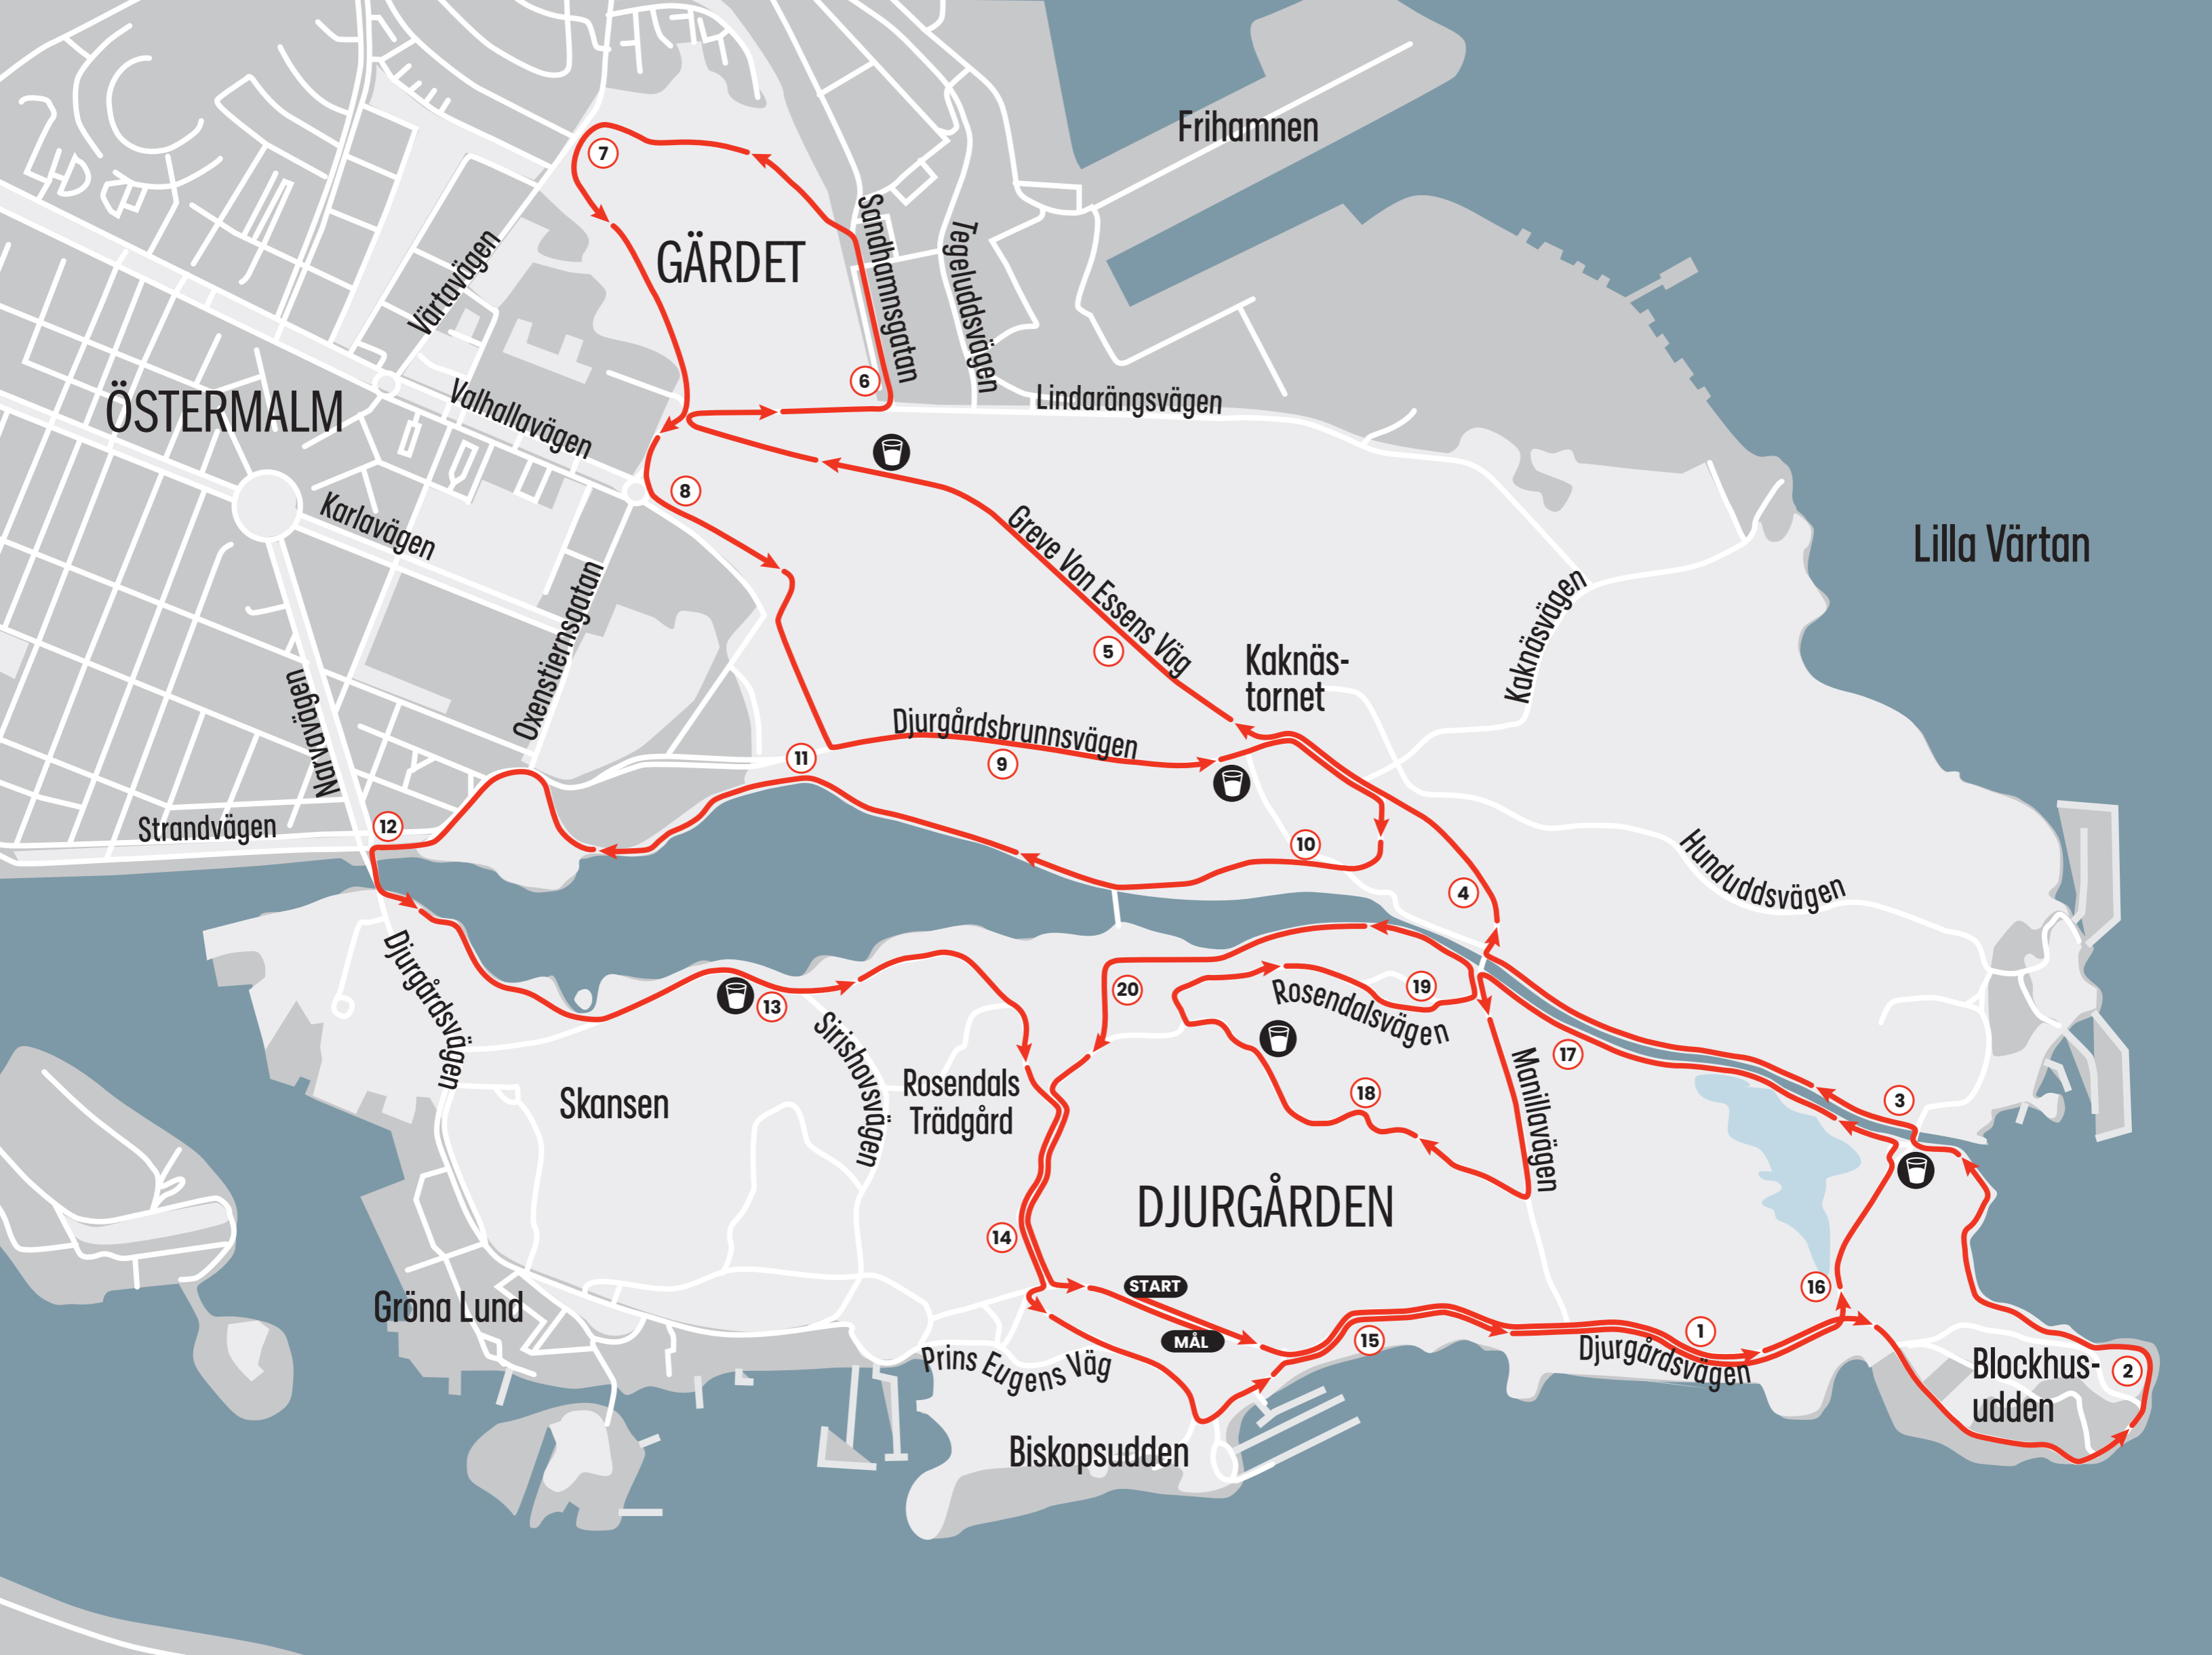 Frihamnen
7
Sandhamnsgatan
Tegeluddsvägen
GÄRDET
Värtavägen
6
Lindarängsvägen
ÖSTERMALM
Valhallavägen
8
Karlavägen
Greve Von Essens Väg
Lilla Värtan
Oxenstiernsgatan
5
Kaknäs-
tornet
Kaknäsvägen
Narvavägen
Djurgårdsbrunnsvägen
11
9
Strandvägen
12
10
Hunduddsvägen
4
Djurgårdsvägen
13
20
19
Rosendalsvägen
Sirishovsvägen
17
Manillavägen
Rosendals
Trädgård
Skansen
18
3
DJURGÅRDEN
14
START
16
Gröna Lund
MÅL
15
1
Djurgårdsvägen
Prins Eugens Väg
Blockhus-
udden
2
Biskopsudden